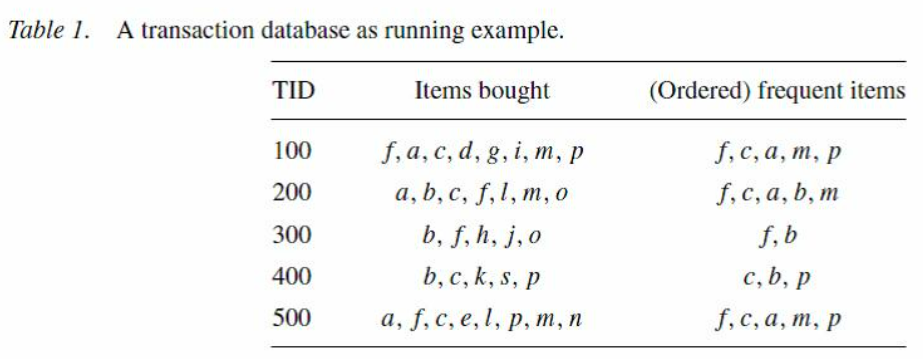 Table 1. A transaction database as running example.
TID Items bought (Ordered) frequent items
100 f, a, c, d, g, i, m, p f, c, a, m, p
200 a, b, c, f, l, m, o f, c, a, b, m
300 b, f, h, j, o f, b
400 b, c, k, s, p c, b, p
500 a, f, c, e, l, p, m, n f, c, a, m, p